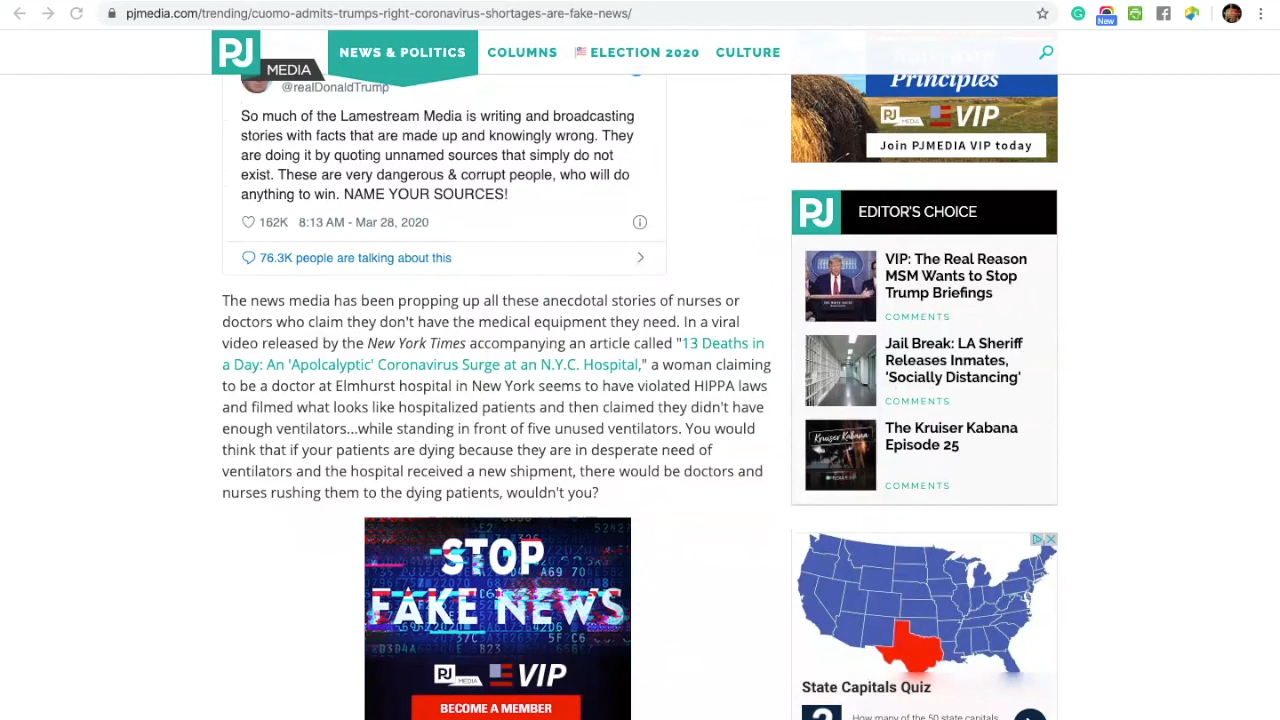 pjmedia.com/trending/cuomo-admits-trumps-right-coronavirus-shortages-are-fake-news/
New
PJ
MEDIA
NEWS & POLITICS
COLUMNS
ELECTION 2020
CULTURE
@realDonaldTrump
So much of the Lamestream Media is writing and broadcasting
stories with facts that are made up and knowingly wrong. They
are doing it by quoting unnamed sources that simply do not
exist. These are very dangerous & corrupt people, who will do
anything to win. NAME YOUR SOURCES!
162K 8:13 AM - Mar 28, 2020
76.3K people are talking about this
The news media has been propping up all these anecdotal stories of nurses or
doctors who claim they don't have the medical equipment they need. In a viral
video released by the New York Times accompanying an article called "13 Deaths in
a Day: An 'Apolcalyptic' Coronavirus Surge at an N.Y.C. Hospital," a woman claiming
to be a doctor at Elmhurst hospital in New York seems to have violated HIPPA laws
and filmed what looks like hospitalized patients and then claimed they didn't have
enough ventilators...while standing in front of five unused ventilators. You would
think that if your patients are dying because they are in desperate need of
ventilators and the hospital received a new shipment, there would be doctors and
nurses rushing them to the dying patients, wouldn't you?
STOP
FAKE NEWS
PJ MEDIA VIP
BECOME A MEMBER
Principles
PJ MEDIA VIP
Join PJMEDIA VIP today
PJ
EDITOR'S CHOICE
VIP: The Real Reason
MSM Wants to Stop
Trump Briefings
COMMENTS
Jail Break: LA Sheriff
Releases Inmates,
'Socially Distancing'
COMMENTS
Kruiser Kabana
The Kruiser Kabana
Episode 25
COMMENTS
State Capitals Quiz
How many of the 50 state capitals